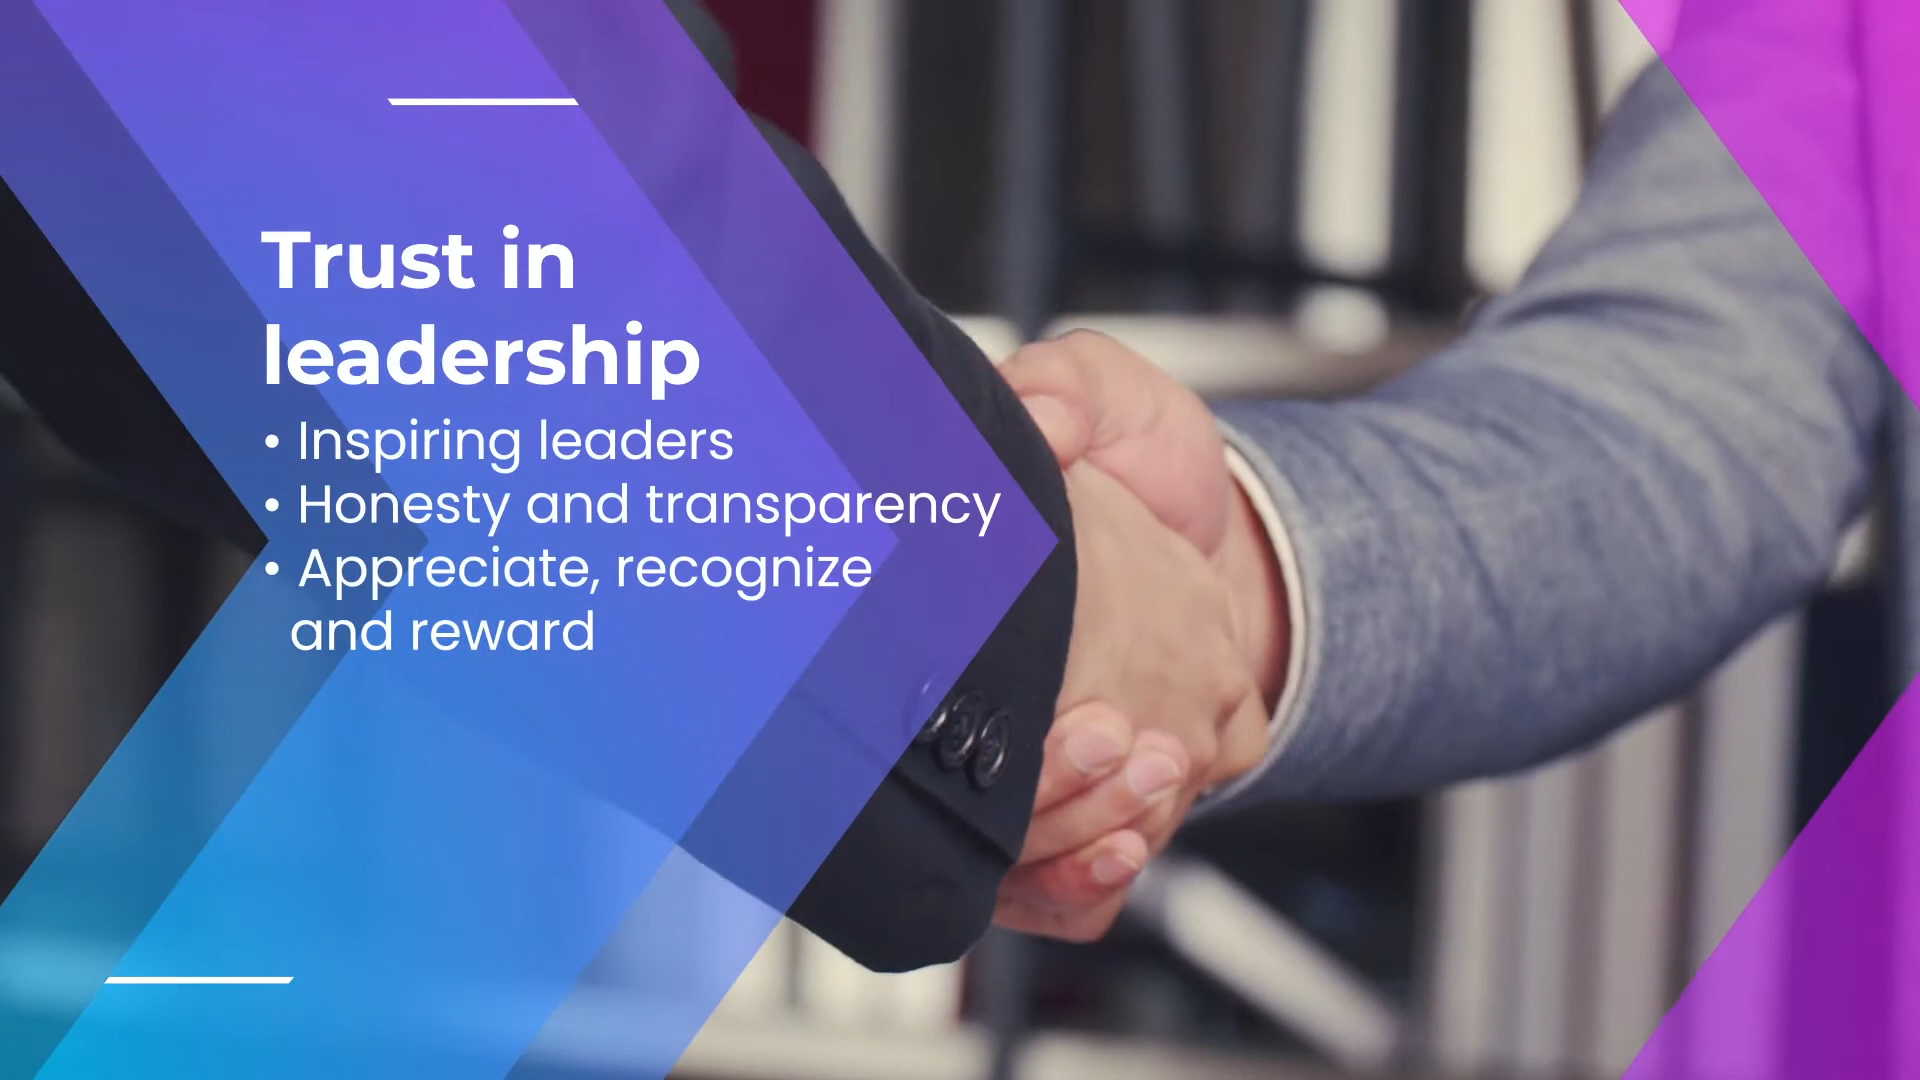 Trust in
leadership
• Inspiring leaders
• Honesty and transparency
• Appreciate, recognize
and reward